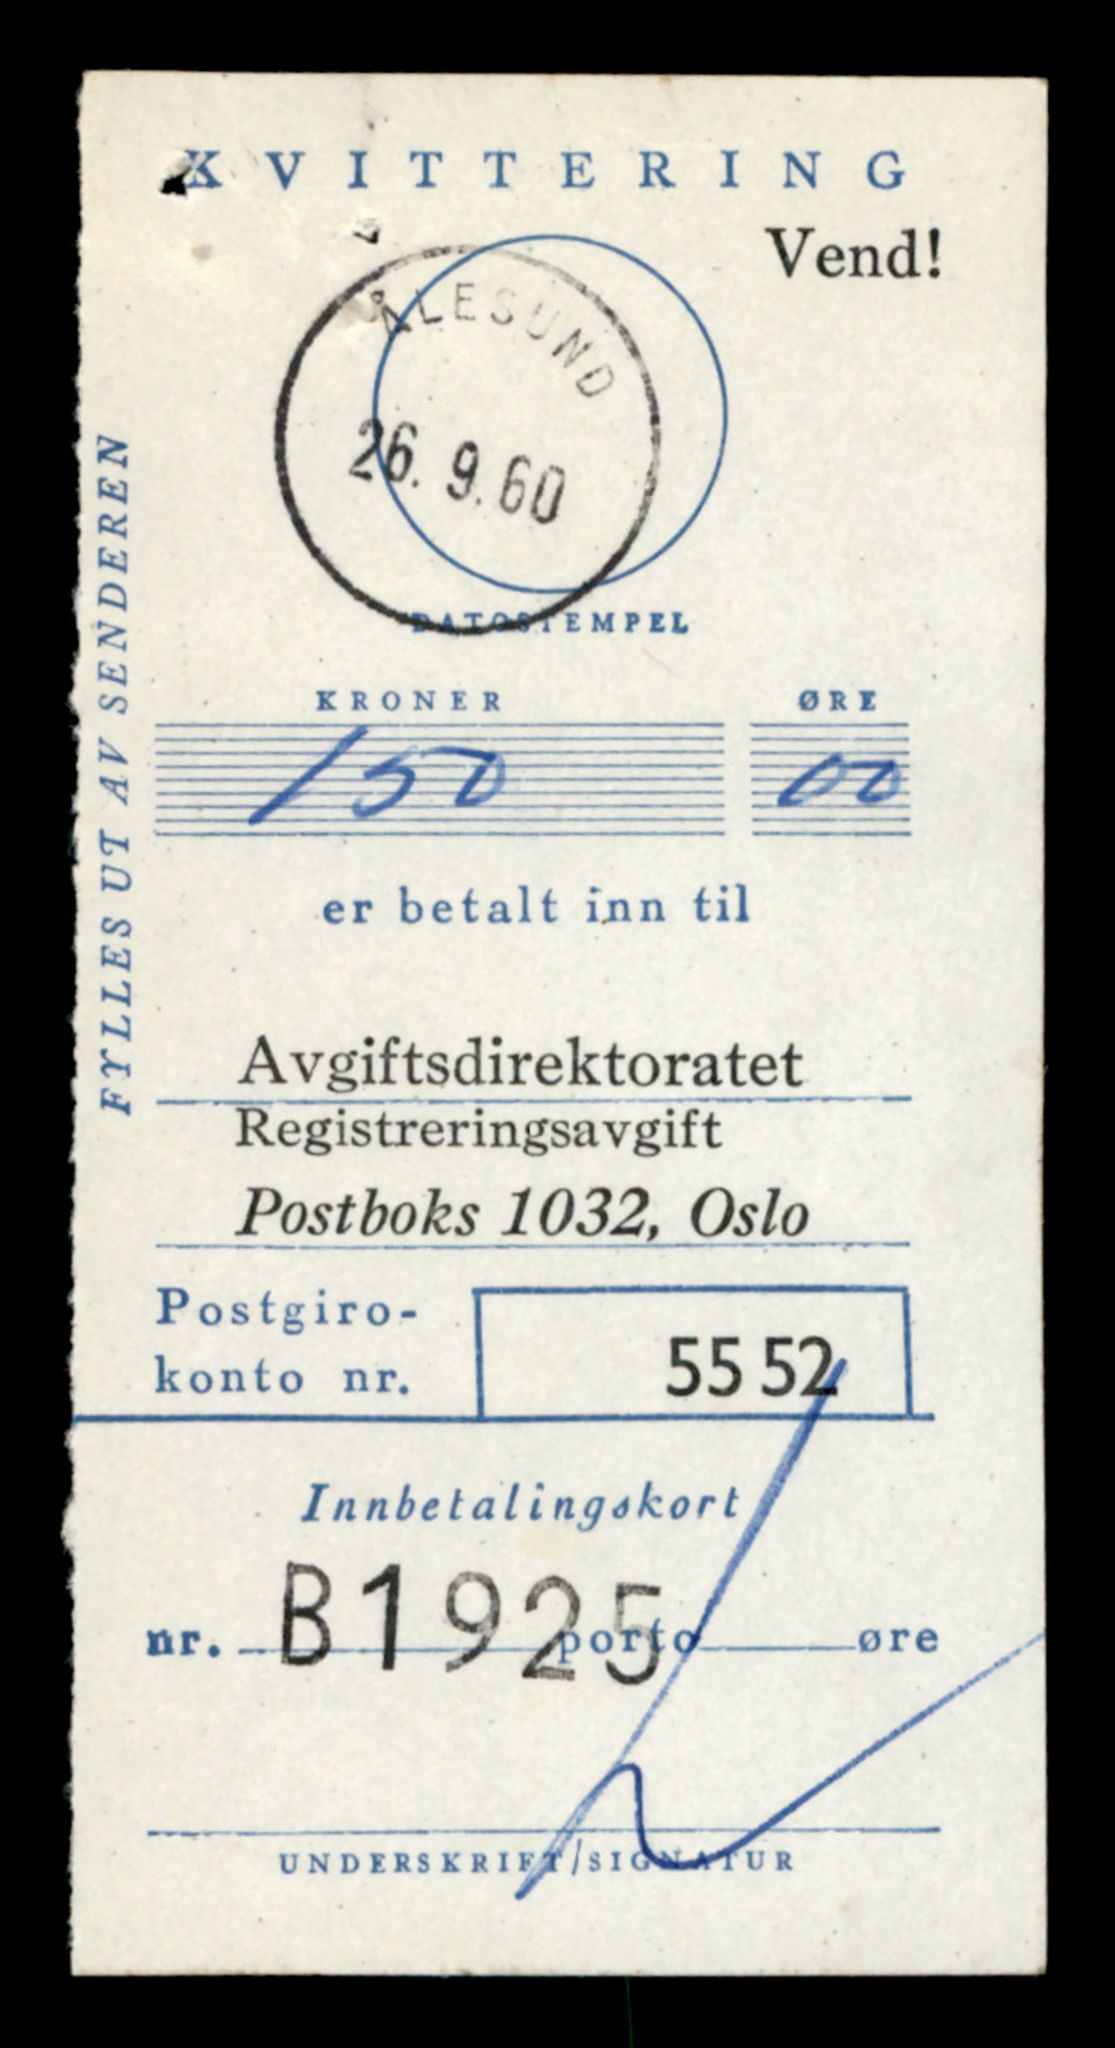 KVITTERING
Vend!
ÅLESUND
26. 9. 60
DATOSTEMPEL
FYLLES UT AV SENDEREN
KRONER ØRE
150 00
er betalt inn til
Avgiftsdirektoratet
Registreringsavgift
Postboks 1032, Oslo
Postgiro-
konto nr. 55 52
Innbetalingskort
nr. B1925 porto øre
UNDERSKRIFT/SIGNATUR